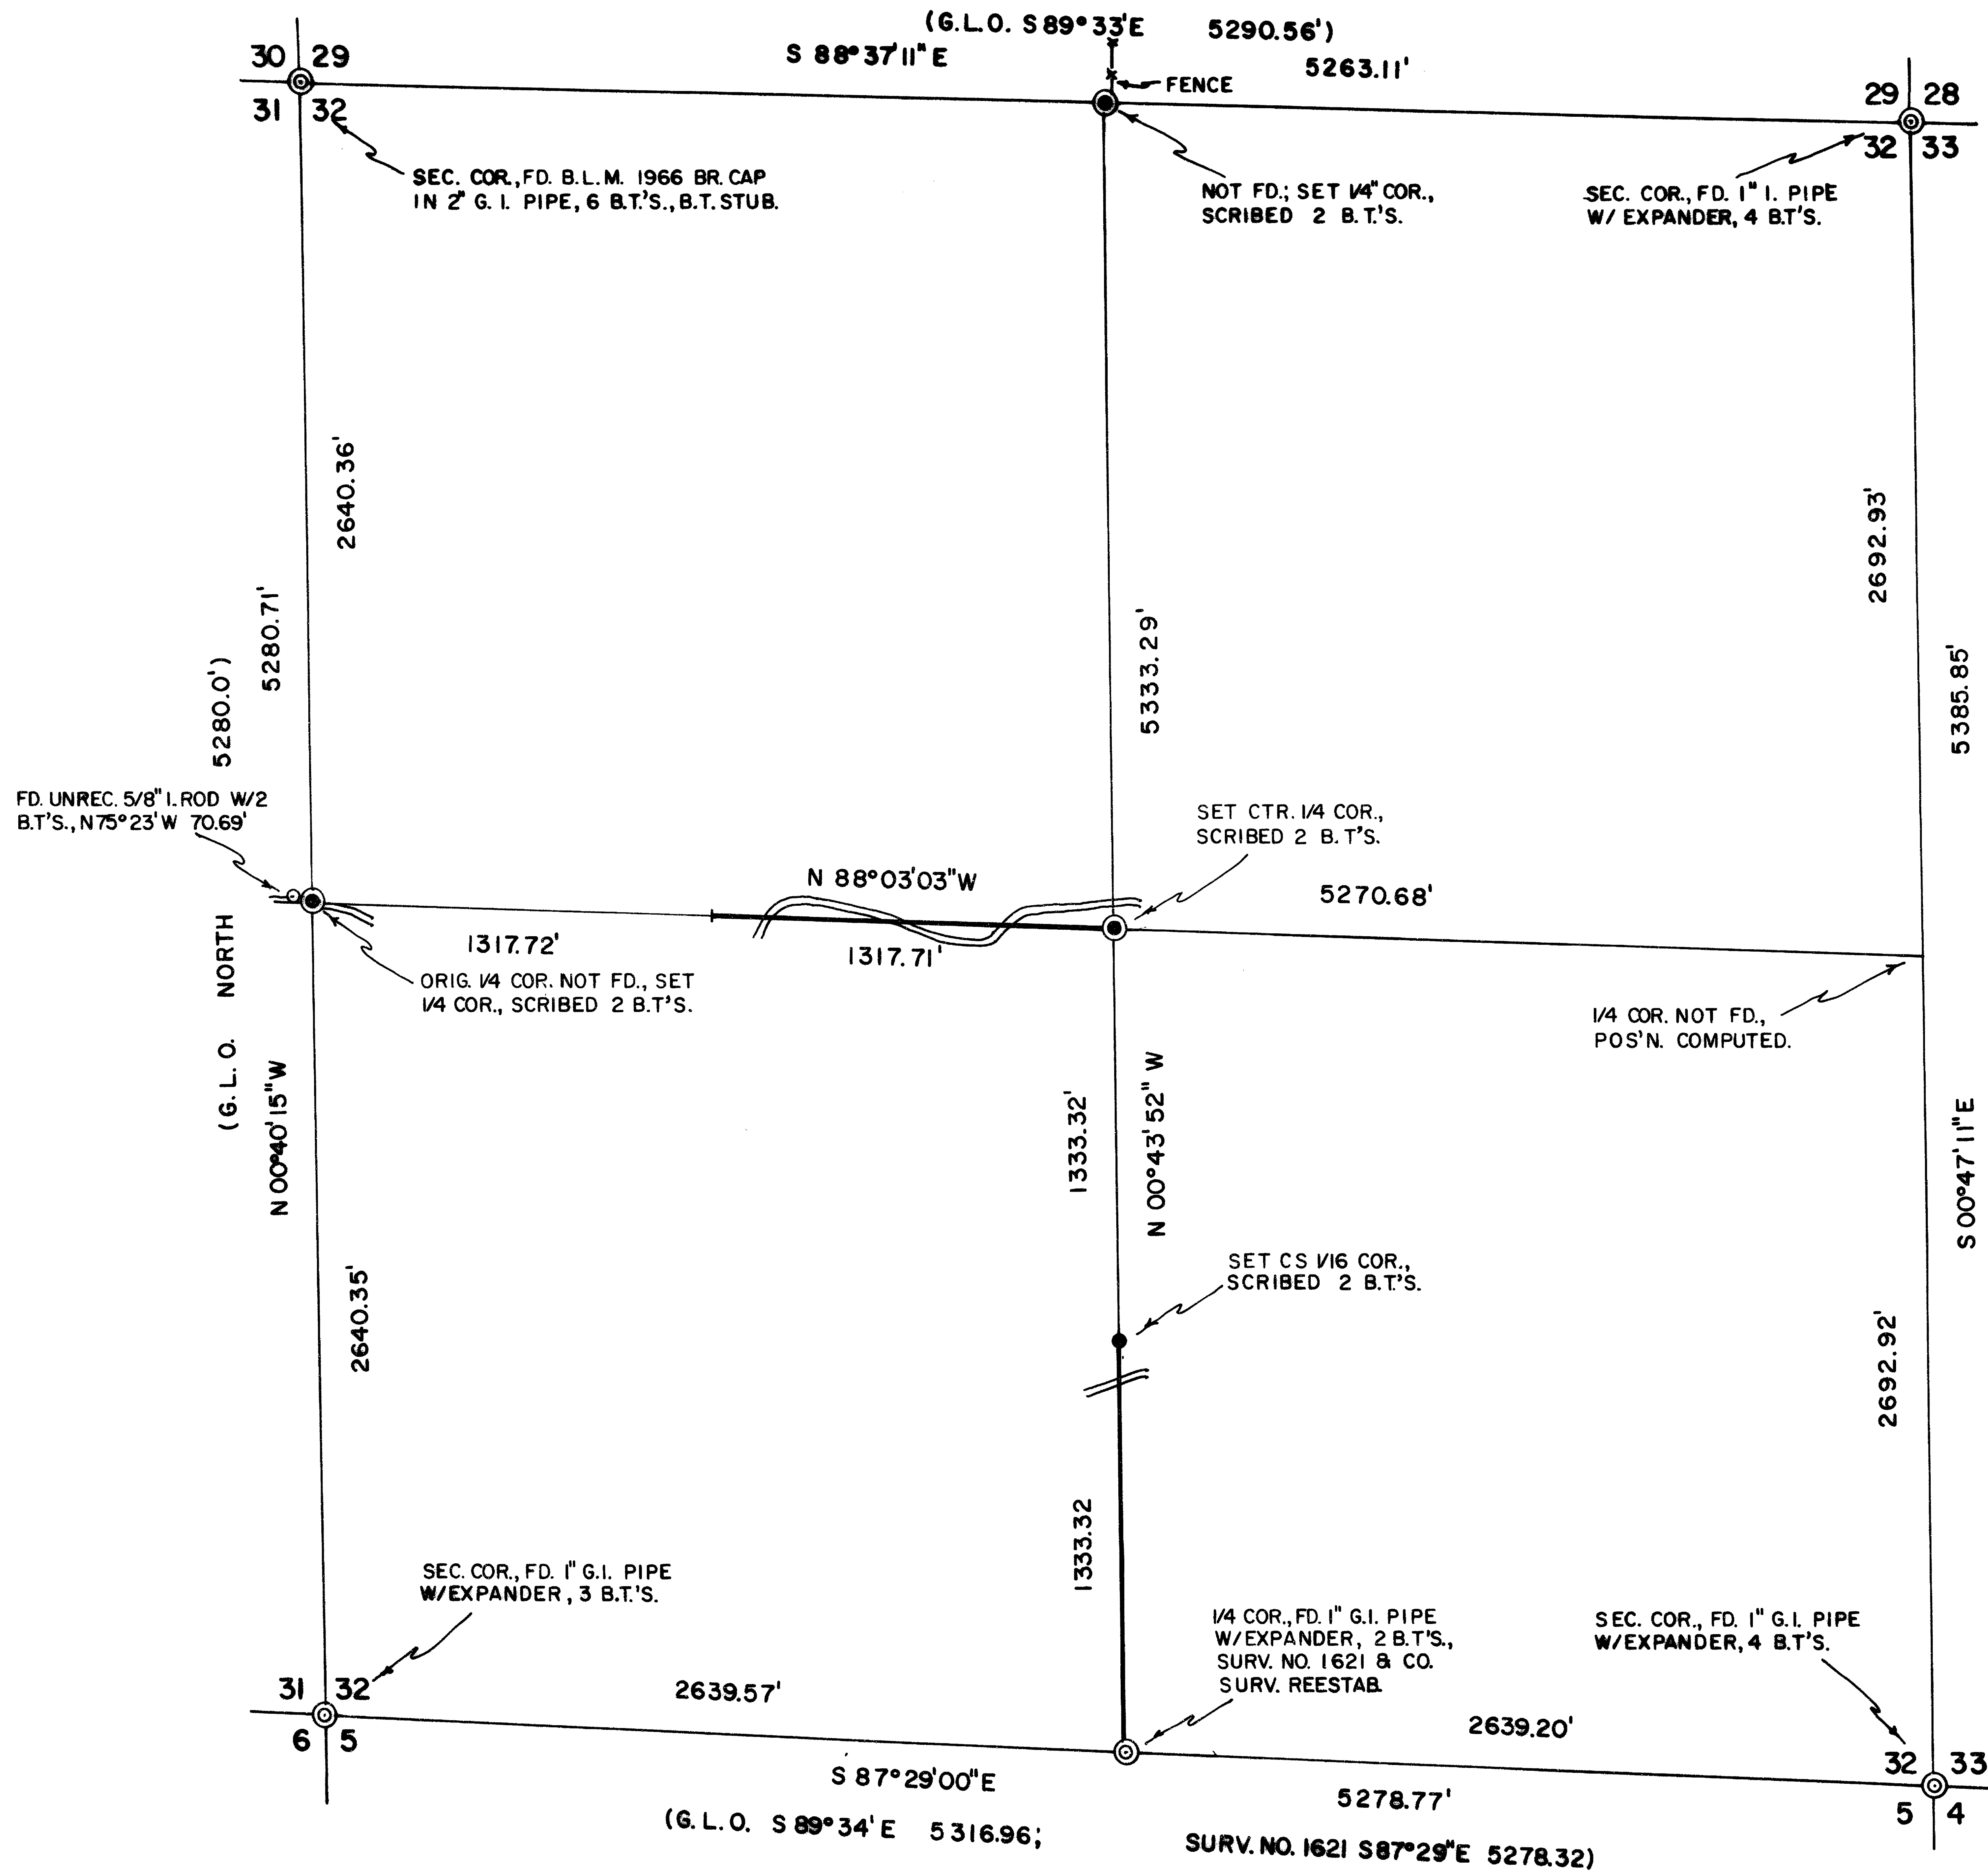 (G.L.O. S 89°33'E 5290.56')
S 88°37'11" E 5263.11'
FENCE
30 29
31 32
29 28
32 33
SEC. COR., FD. B.L.M. 1966 BR. CAP
IN 2" G. I. PIPE, 6 B.T.'S., B.T. STUB.
NOT FD.; SET 1/4" COR.,
SCRIBED 2 B.T.'S.
SEC. COR., FD. 1" I. PIPE
W/ EXPANDER, 4 B.T'S.
2640.36'
5280.71'
5280.0')
5333.29'
2692.93'
5385.85'
FD. UNREC. 5/8" I. ROD W/2
B.T'S., N75°23'W 70.69'
SET CTR. 1/4 COR.,
SCRIBED 2 B.T'S.
N 88°03'03"W
5270.68'
1317.72'
1317.71'
ORIG. 1/4 COR. NOT FD., SET
1/4 COR., SCRIBED 2 B.T'S.
1/4 COR. NOT FD.,
POS'N. COMPUTED.
(G. L. O. NORTH
N 00°40'15"W
1333.32'
N 00°43'52" W
S 00°47'11"E
SET CS 1/16 COR.,
SCRIBED 2 B.T.'S.
2640.35'
2692.92'
1333.32
SEC. COR., FD. 1" G.I. PIPE
W/EXPANDER, 3 B.T.'S.
1/4 COR., FD. 1" G.I. PIPE
W/EXPANDER, 2 B.T'S.,
SURV. NO. 1621 & CO.
SURV. REESTAB.
SEC. COR., FD. 1" G.I. PIPE
W/EXPANDER, 4 B.T'S.
31 32
6 5
2639.57'
2639.20'
32 33
5 4
S 87°29'00"E
5278.77'
(G. L. O. S 89°34' E 5316.96;
SURV. NO. 1621 S87°29"E 5278.32)